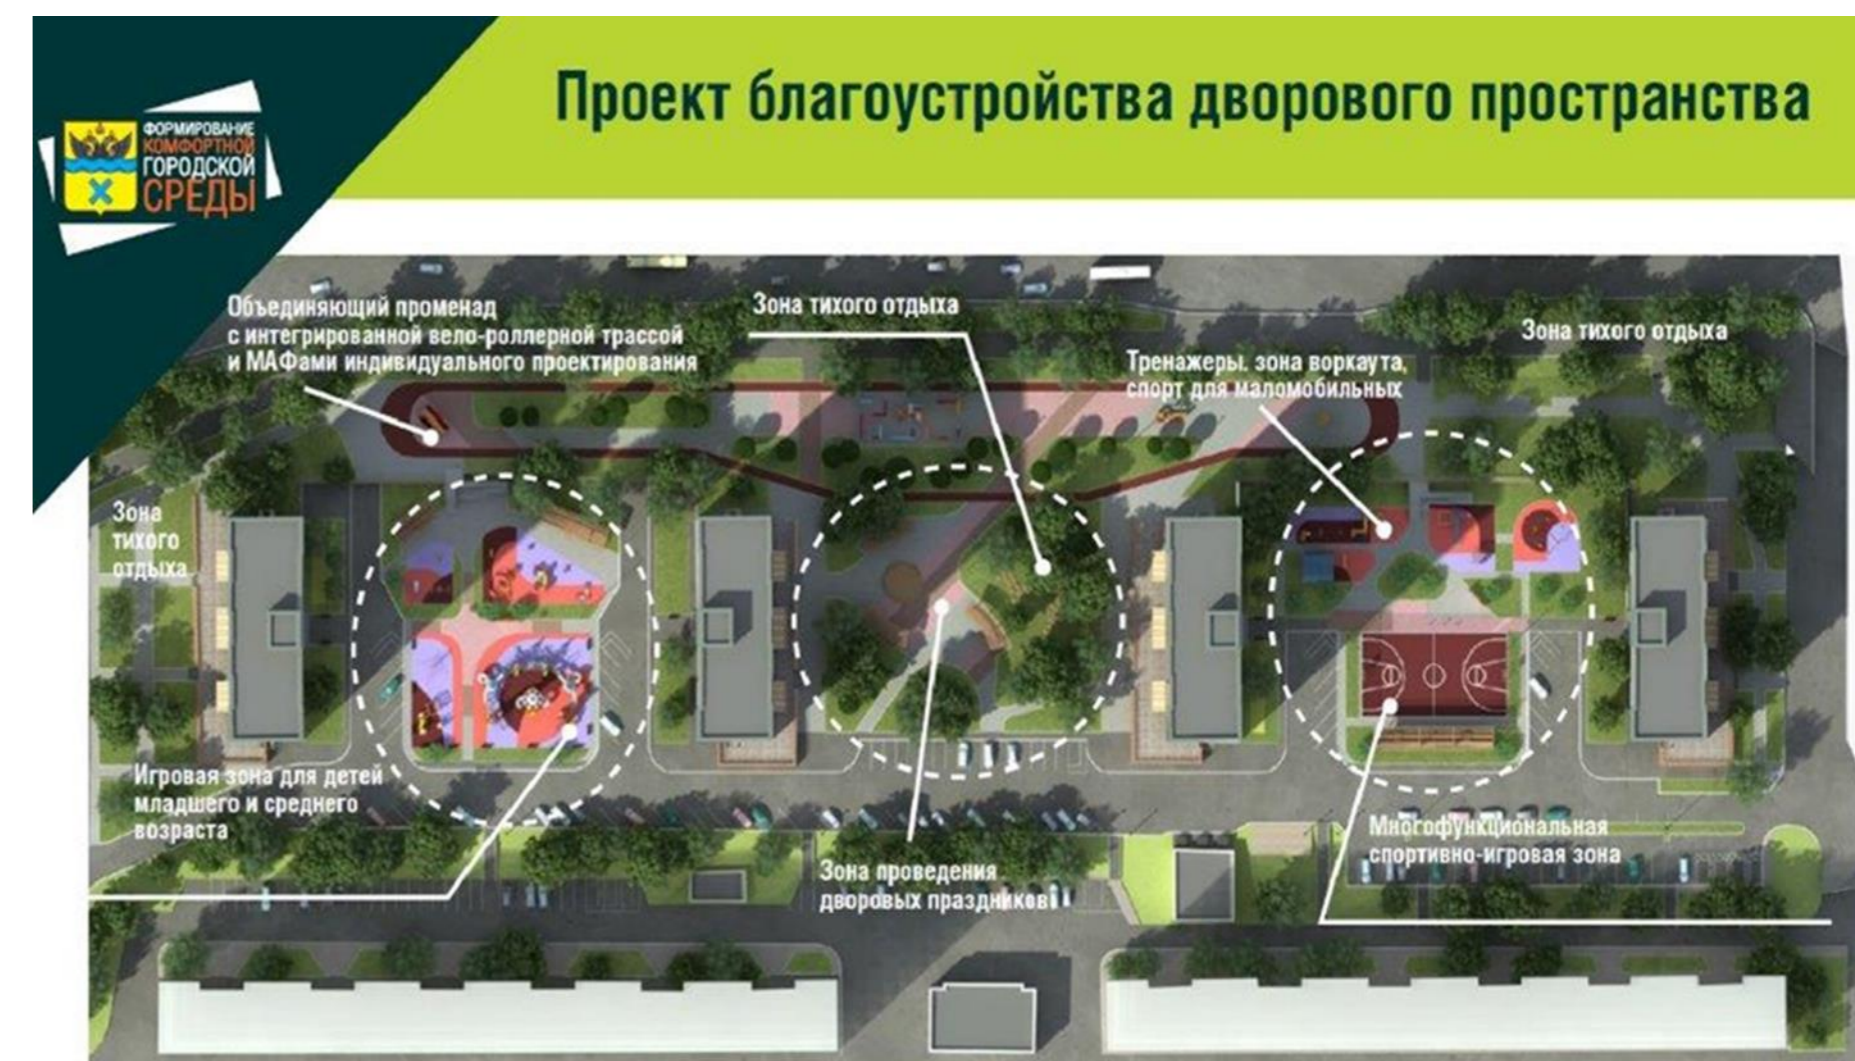 Проект благоустройства дворового пространства
ФОРМИРОВАНИЕ
КОМФОРТНОЙ
ГОРОДСКОЙ
СРЕДЫ
Объединяющий променад
с интегрированной вело-роллерной трассой
и МАФами индивидуального проектирования
Зона тихого отдыха
Тренажеры. зона воркаута,
спорт для маломобильных
Зона тихого отдыха
Зона
тихого
отдыха
Игровая зона для детей
младшего и среднего
возраста
Зона проведения
дворовых праздников
Многофункциональная
спортивно-игровая зона